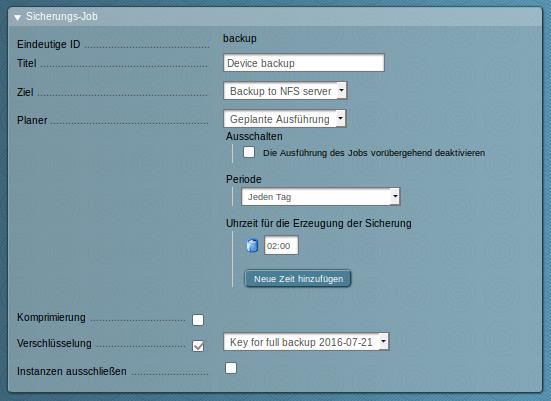 Sicherungs-Job
Eindeutige ID backup
Titel Device backup
Ziel Backup to NFS server
Planer Geplante Ausführung
Ausschalten
Die Ausführung des Jobs vorübergehend deaktivieren
Periode
Jeden Tag
Uhrzeit für die Erzeugung der Sicherung
02:00
Neue Zeit hinzufügen
Komprimierung
Verschlüsselung Key for full backup 2016-07-21
Instanzen ausschließen